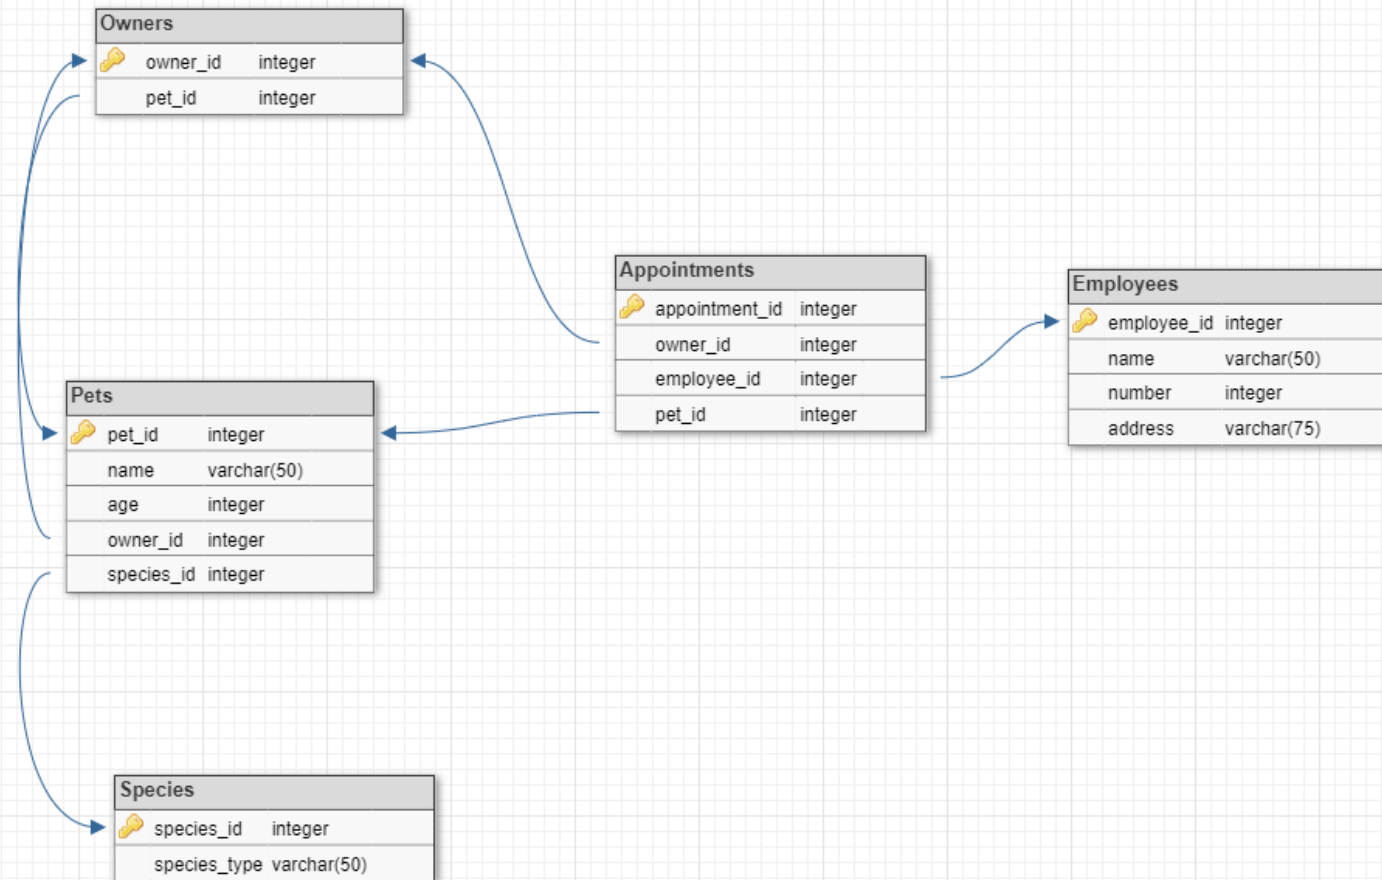 Owners
owner_id integer
pet_id integer
Appointments
appointment_id integer
owner_id integer
employee_id integer
pet_id integer
Employees
employee_id integer
name varchar(50)
number integer
address varchar(75)
Pets
pet_id integer
name varchar(50)
age integer
owner_id integer
species_id integer
Species
species_id integer
species_type varchar(50)